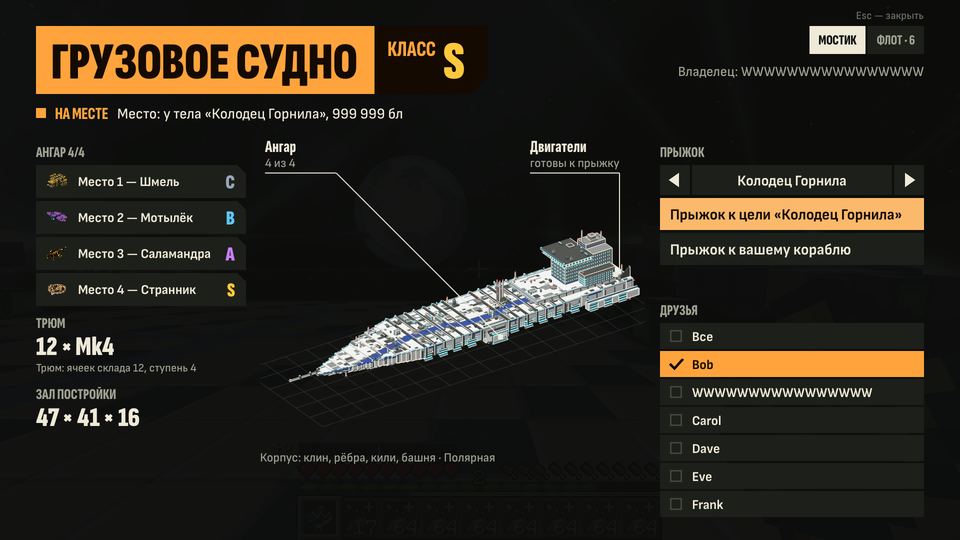 Esc — закрыть
ГРУЗОВОЕ СУДНО
КЛАСС S
МОСТИК
ФЛОТ · 6
Владелец: WWWWWWWWWWWWWWWW
НА МЕСТЕ Место: у тела «Колодец Горнила», 999 999 бл
АНГАР 4/4
Место 1 — Шмель C
Место 2 — Мотылёк B
Место 3 — Саламандра A
Место 4 — Странник S
ТРЮМ
12 × Mk4
Трюм: ячеек склада 12, ступень 4
ЗАЛ ПОСТРОЙКИ
47 × 41 × 16
Ангар
4 из 4
Двигатели
готовы к прыжку
Корпус: клин, рёбра, кили, башня · Полярная
ПРЫЖОК
Колодец Горнила
Прыжок к цели «Колодец Горнила»
Прыжок к вашему кораблю
ДРУЗЬЯ
Все
Bob
WWWWWWWWWWWWWWWW
Carol
Dave
Eve
Frank